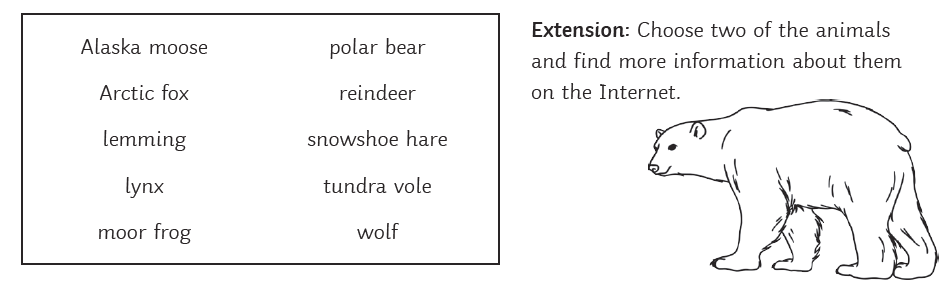 Alaska moose
Arctic fox
lemming
lynx
moor frog
polar bear
reindeer
snowshoe hare
tundra vole
wolf
Extension: Choose two of the animals
and find more information about them
on the Internet.